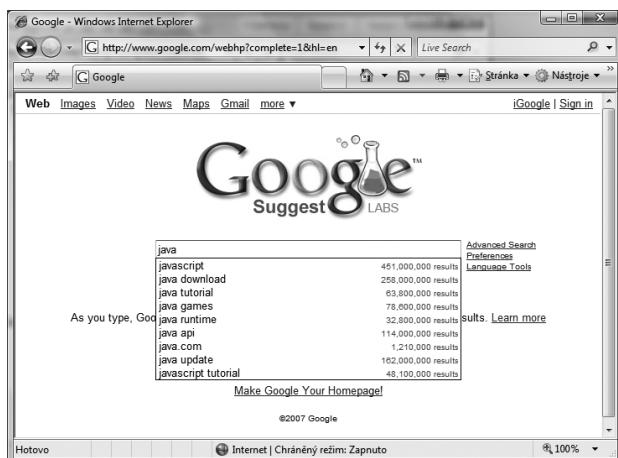 Google - Windows Internet Explorer
http://www.google.com/webhp?complete=1&hl=en
Live Search
Google
Stránka
Nástroje
Web Images Video News Maps Gmail more ▼
iGoogle | Sign in
Google™
Suggest LABS
java
Advanced Search
Preferences
Language Tools
javascript 451,000,000 results
java download 258,000,000 results
java tutorial 63,800,000 results
java games 78,600,000 results
java runtime 32,800,000 results
java api 114,000,000 results
java.com 1,210,000 results
java update 162,000,000 results
javascript tutorial 48,100,000 results
As you type, Goo sults. Learn more
Make Google Your Homepage!
©2007 Google
Hotovo
Internet | Chráněný režim: Zapnuto
100%